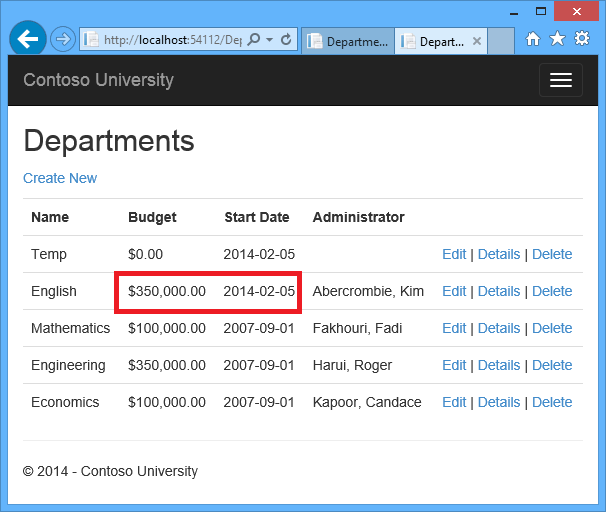 http://localhost:54112/De Departme... Depart...
Contoso University
Departments
Create New
Name Budget Start Date Administrator
Temp $0.00 2014-02-05 Edit | Details | Delete
English $350,000.00 2014-02-05 Abercrombie, Kim Edit | Details | Delete
Mathematics $100,000.00 2007-09-01 Fakhouri, Fadi Edit | Details | Delete
Engineering $350,000.00 2007-09-01 Harui, Roger Edit | Details | Delete
Economics $100,000.00 2007-09-01 Kapoor, Candace Edit | Details | Delete
© 2014 - Contoso University